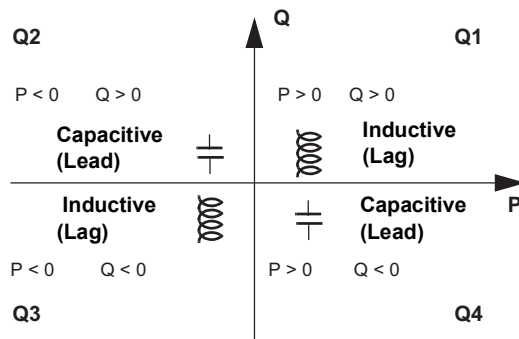 Q2 Q Q1
P < 0 Q > 0 P > 0 Q > 0
Capacitive Inductive
(Lead) (Lag)
P
Inductive Capacitive
(Lag) (Lead)
P < 0 Q < 0 P > 0 Q < 0
Q3 Q4